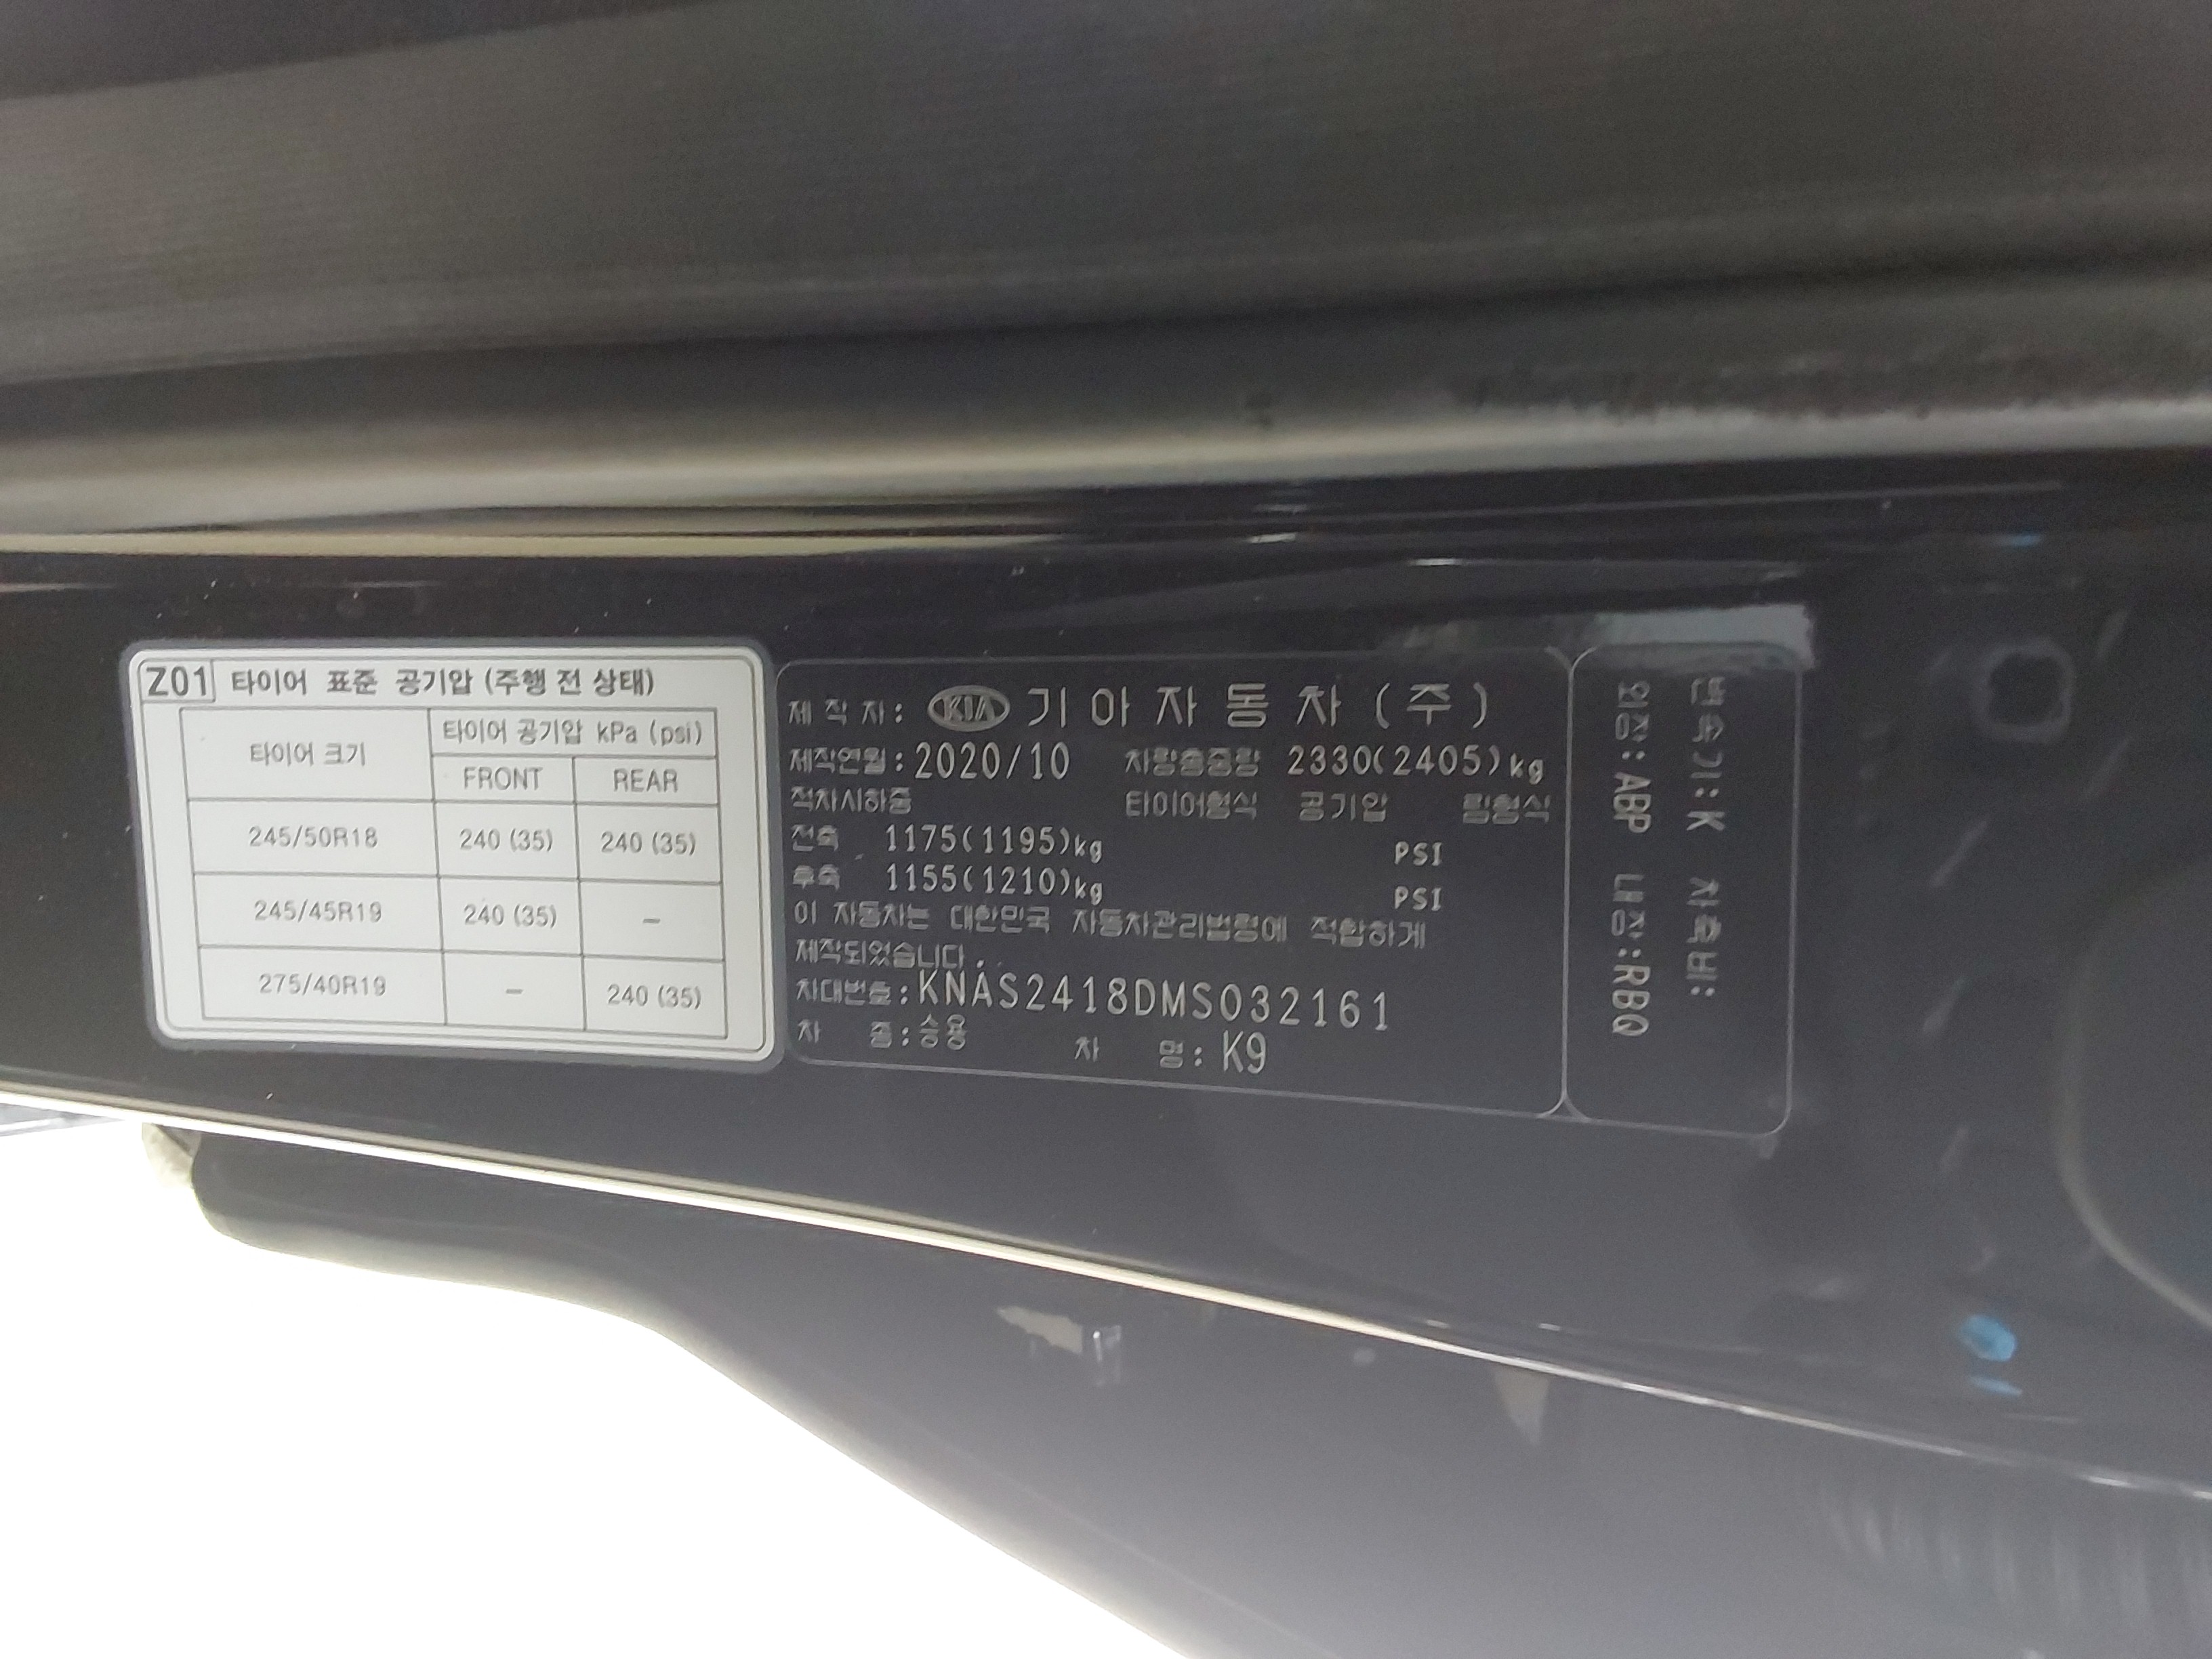 Z01 타이어 표준 공기압 (주행 전 상태)
타이어 크기 타이어 공기압 kPa (psi)
FRONT REAR
245/50R18 240 (35) 240 (35)
245/45R19 240 (35) –
275/40R19 – 240 (35)
제 작 자 : KIA 기아자동차(주)
제작연월 : 2020/10 차량총중량 2330(2405)kg
적차시하중 타이어형식 공기압 림형식
전축 1175(1195)kg PSI
후축 1155(1210)kg PSI
이 자동차는 대한민국 자동차관리법령에 적합하게
제작되었습니다.
차대번호 : KNAS2418DMS032161
차 종 : 승용 차 명 : K9
변속기: K 차축비:
외장: ABP 내장: RBQ